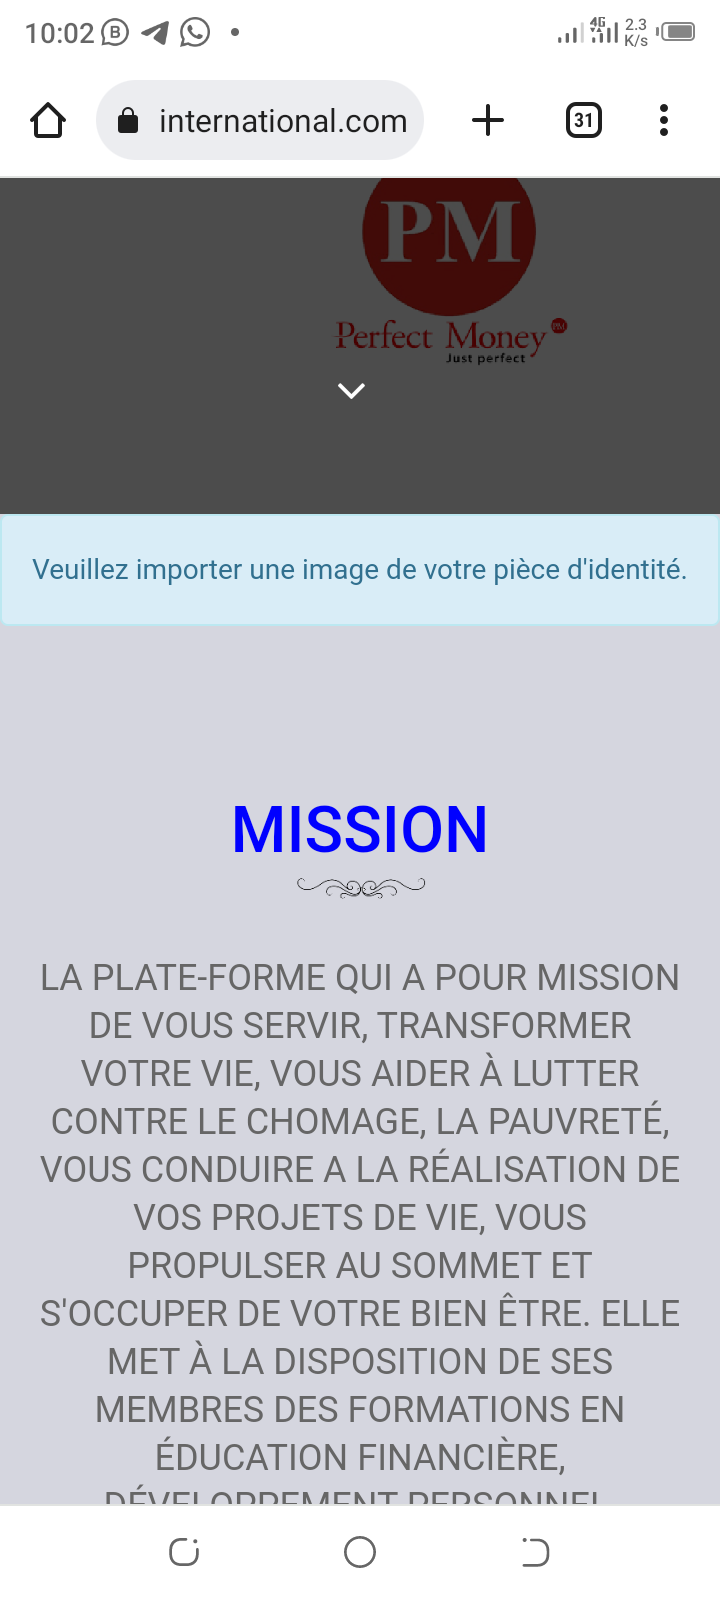 10:02
4G
2.3
K/s
international.com
31
PM
Perfect Money PM
Just perfect
Veuillez importer une image de votre pièce d'identité.
MISSION
LA PLATE-FORME QUI A POUR MISSION
DE VOUS SERVIR, TRANSFORMER
VOTRE VIE, VOUS AIDER À LUTTER
CONTRE LE CHOMAGE, LA PAUVRETÉ,
VOUS CONDUIRE A LA RÉALISATION DE
VOS PROJETS DE VIE, VOUS
PROPULSER AU SOMMET ET
S'OCCUPER DE VOTRE BIEN ÊTRE. ELLE
MET À LA DISPOSITION DE SES
MEMBRES DES FORMATIONS EN
ÉDUCATION FINANCIÈRE,
DÉVELOPPEMENT PERSONNEL